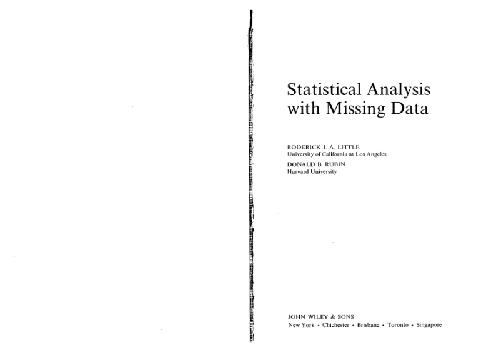 Statistical Analysis
with Missing Data
RODERICK J. A. LITTLE
University of California at Los Angeles
DONALD B. RUBIN
Harvard University
JOHN WILEY & SONS
New York • Chichester • Brisbane • Toronto • Singapore